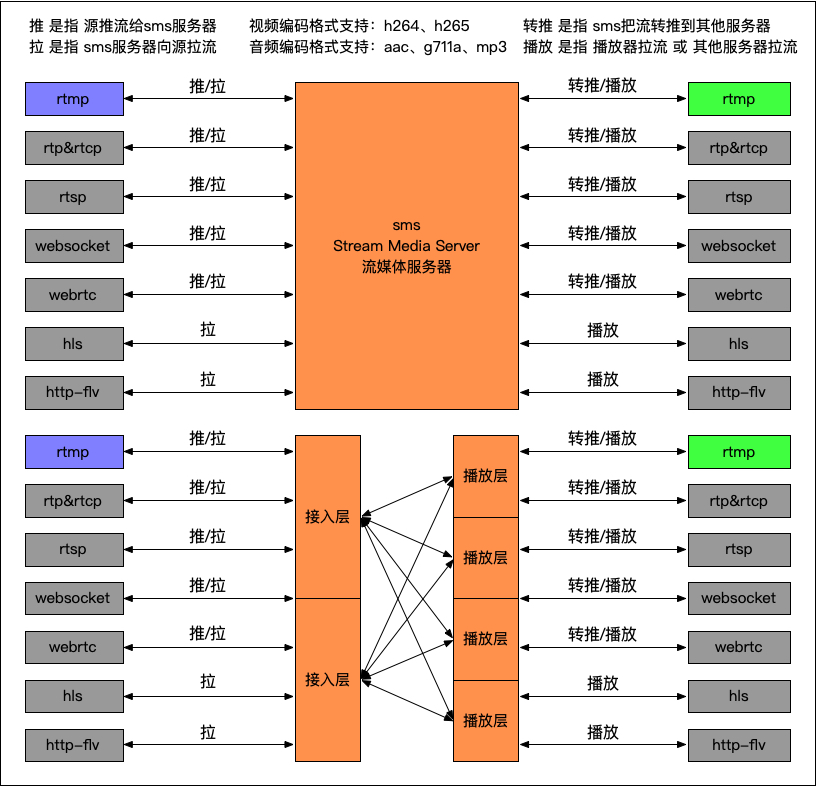 推 是指 源推流给sms服务器
拉 是指 sms服务器向源拉流
视频编码格式支持：h264、h265
音频编码格式支持：aac、g711a、mp3
转推 是指 sms把流转推到其他服务器
播放 是指 播放器拉流 或 其他服务器拉流
rtmp
推/拉
转推/播放
rtmp
rtp&rtcp
推/拉
转推/播放
rtp&rtcp
rtsp
推/拉
转推/播放
rtsp
sms
Stream Media Server
流媒体服务器
websocket
推/拉
转推/播放
websocket
webrtc
推/拉
转推/播放
webrtc
hls
拉
播放
hls
http-flv
拉
播放
http-flv
rtmp
推/拉
转推/播放
rtmp
播放层
rtp&rtcp
推/拉
转推/播放
rtp&rtcp
接入层
rtsp
推/拉
播放层
转推/播放
rtsp
websocket
推/拉
转推/播放
websocket
webrtc
推/拉
播放层
转推/播放
webrtc
接入层
hls
拉
播放
hls
播放层
http-flv
拉
播放
http-flv